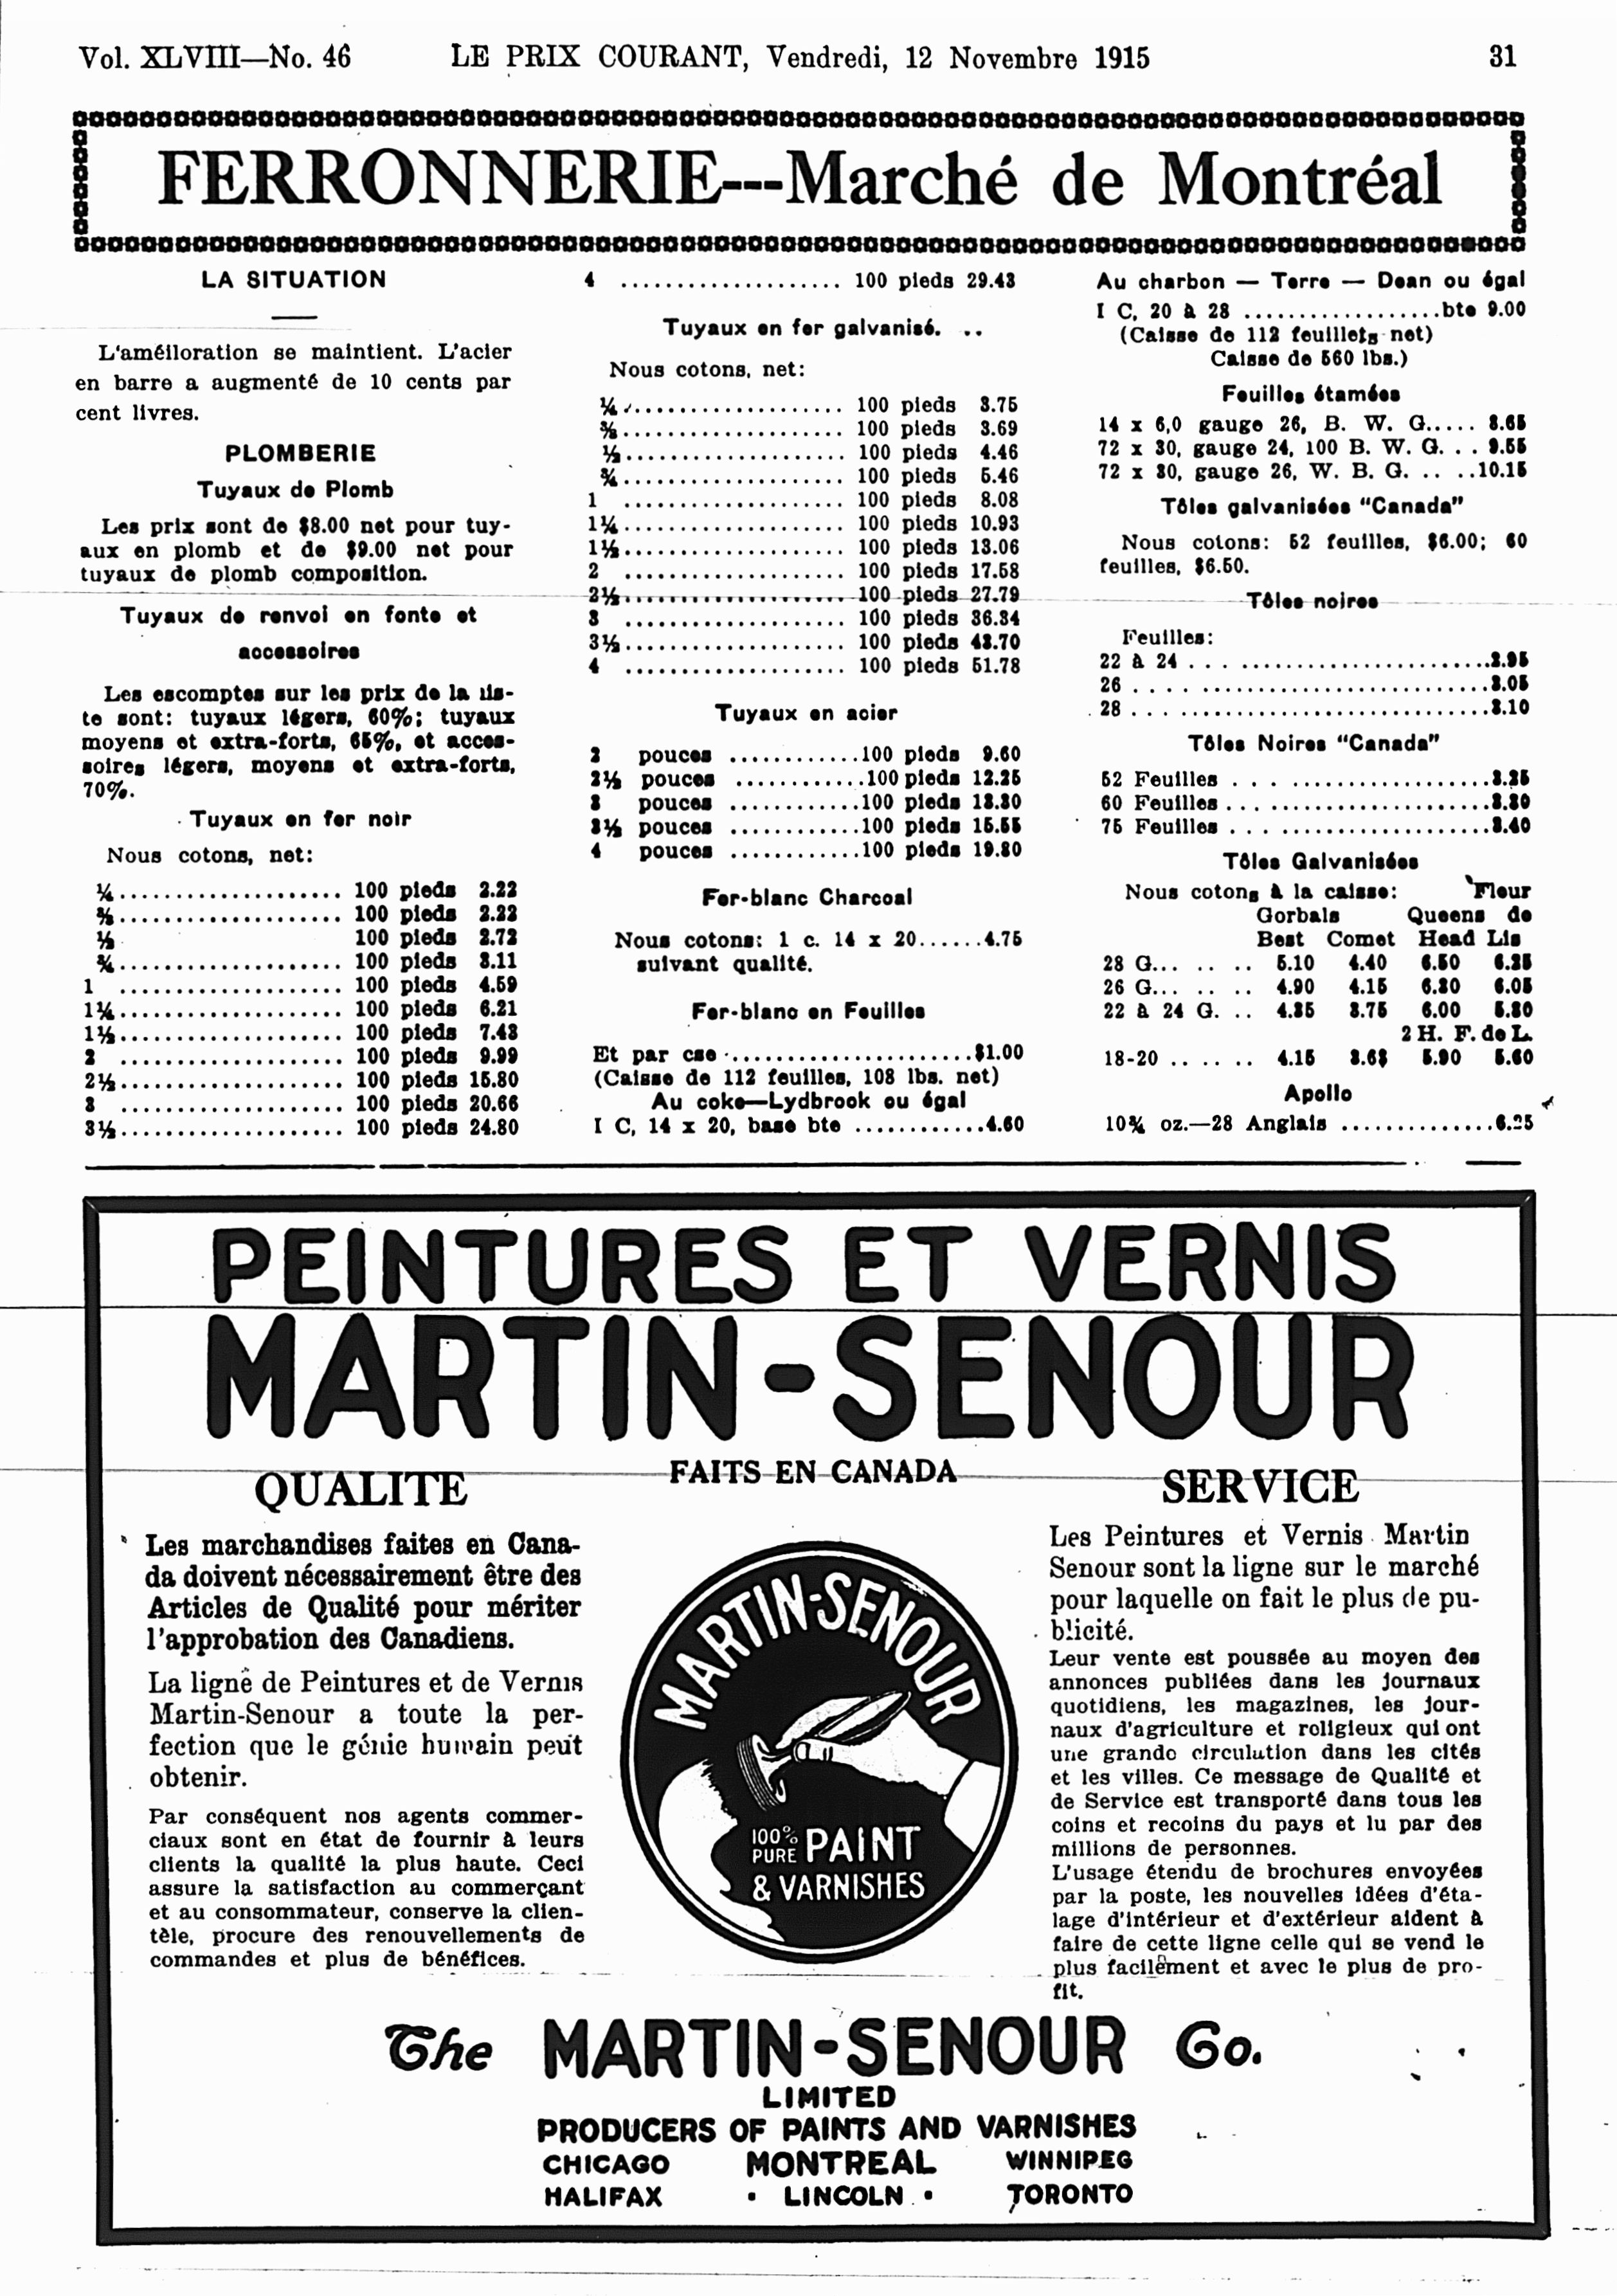 Vol. XLVIII—No. 46 LE PRIX COURANT, Vendredi, 12 Novembre 1915 31
FERRONNERIE---Marché de Montréal
LA SITUATION
L'amélioration se maintient. L'acier
en barre a augmenté de 10 cents par
cent livres.
PLOMBERIE
Tuyaux de Plomb
Les prix sont de $8.00 net pour tuy-
aux en plomb et de $9.00 net pour
tuyaux de plomb composition.
Tuyaux de renvoi en fonte et
accessoires
Les escomptes sur les prix de la lis-
te sont: tuyaux légers, 60%; tuyaux
moyens et extra-forts, 65%, et acces-
soires légers, moyens et extra-forts,
70%.
Tuyaux en fer noir
Nous cotons, net:
¼ .................... 100 pieds 2.22
⅜ .................... 100 pieds 2.22
½ 100 pieds 2.72
¾ .................... 100 pieds 3.11
1 .................... 100 pieds 4.59
1¼ .................... 100 pieds 6.21
1½ .................... 100 pieds 7.43
2 .................... 100 pieds 9.99
2½ .................... 100 pieds 15.80
3 .................... 100 pieds 20.66
3½ .................... 100 pieds 24.80
4 .................... 100 pieds 29.43
Tuyaux en fer galvanisé. ..
Nous cotons, net:
¼ .................... 100 pieds 3.75
⅜ .................... 100 pieds 3.69
½ .................... 100 pieds 4.46
¾ .................... 100 pieds 5.46
1 .................... 100 pieds 8.08
1¼ .................... 100 pieds 10.93
1½ .................... 100 pieds 13.06
2 .................... 100 pieds 17.58
2½ .................... 100 pieds 27.79
3 .................... 100 pieds 36.34
3½ .................... 100 pieds 43.70
4 .................... 100 pieds 51.78
Tuyaux en acier
2 pouces ............100 pieds 9.60
2½ pouces ............100 pieds 12.25
3 pouces ............100 pieds 13.30
3½ pouces ............100 pieds 15.55
4 pouces ............100 pieds 19.80
Fer-blanc Charcoal
Nous cotons: 1 c. 14 x 20......4.75
suivant qualité.
Fer-blanc en Feuilles
Et par cse ......................$1.00
(Caisse de 112 feuilles, 108 lbs. net)
Au coke—Lydbrook ou égal
I C, 14 x 20, base bte ............4.60
Au charbon — Terre — Dean ou égal
I C, 20 à 28 ..................bte 9.00
(Caisse de 112 feuillets net)
Caisse de 560 lbs.)
Feuilles étamées
14 x 6,0 gauge 26, B. W. G..... 8.65
72 x 30, gauge 24, 100 B. W. G. . . 9.55
72 x 30, gauge 26, W. B. G. .. ..10.15
Tôles galvanisées "Canada"
Nous cotons: 52 feuilles, $6.00; 60
feuilles, $6.50.
Tôles noires
Feuilles:
22 à 24 ... .......................2.95
26 .... ..........................3.05
28 ... ...........................3.10
Tôles Noires "Canada"
52 Feuilles ... ..................3.25
60 Feuilles ... ..................3.30
75 Feuilles ... ..................3.40
Tôles Galvanisées
Nous cotons à la caisse: Fleur
Gorbals Queens de
Best Comet Head Lis
28 G... .. .. 5.10 4.40 6.50 6.25
26 G... .. .. 4.90 4.15 6.20 6.05
22 à 24 G. .. 4.35 3.75 6.00 5.80
2 H. F. de L.
18-20 .. .. .. 4.15 5.90 5.60
Apollo
10¾ oz.—28 Anglais ..............6.25
PEINTURES ET VERNIS
MARTIN-SENOUR
FAITS EN CANADA
QUALITE
Les marchandises faites en Cana-
da doivent nécessairement être des
Articles de Qualité pour mériter
l'approbation des Canadiens.
La ligne de Peintures et de Vernis
Martin-Senour a toute la per-
fection que le génie humain peut
obtenir.
Par conséquent nos agents commer-
ciaux sont en état de fournir à leurs
clients la qualité la plus haute. Ceci
assure la satisfaction au commerçant
et au consommateur, conserve la clien-
tèle, procure des renouvellements de
commandes et plus de bénéfices.
MARTIN-SENOUR
100% PURE PAINT
& VARNISHES
SERVICE
Les Peintures et Vernis Martin
Senour sont la ligne sur le marché
pour laquelle on fait le plus de pu-
blicité.
Leur vente est poussée au moyen des
annonces publiées dans les journaux
quotidiens, les magazines, les jour-
naux d'agriculture et religieux qui ont
une grande circulation dans les cités
et les villes. Ce message de Qualité et
de Service est transporté dans tous les
coins et recoins du pays et lu par des
millions de personnes.
L'usage étendu de brochures envoyées
par la poste, les nouvelles idées d'éta-
lage d'intérieur et d'extérieur aident à
faire de cette ligne celle qui se vend le
plus facilement et avec le plus de pro-
fit.
The MARTIN-SENOUR Co.
LIMITED
PRODUCERS OF PAINTS AND VARNISHES
CHICAGO MONTREAL WINNIPEG
HALIFAX • LINCOLN • TORONTO